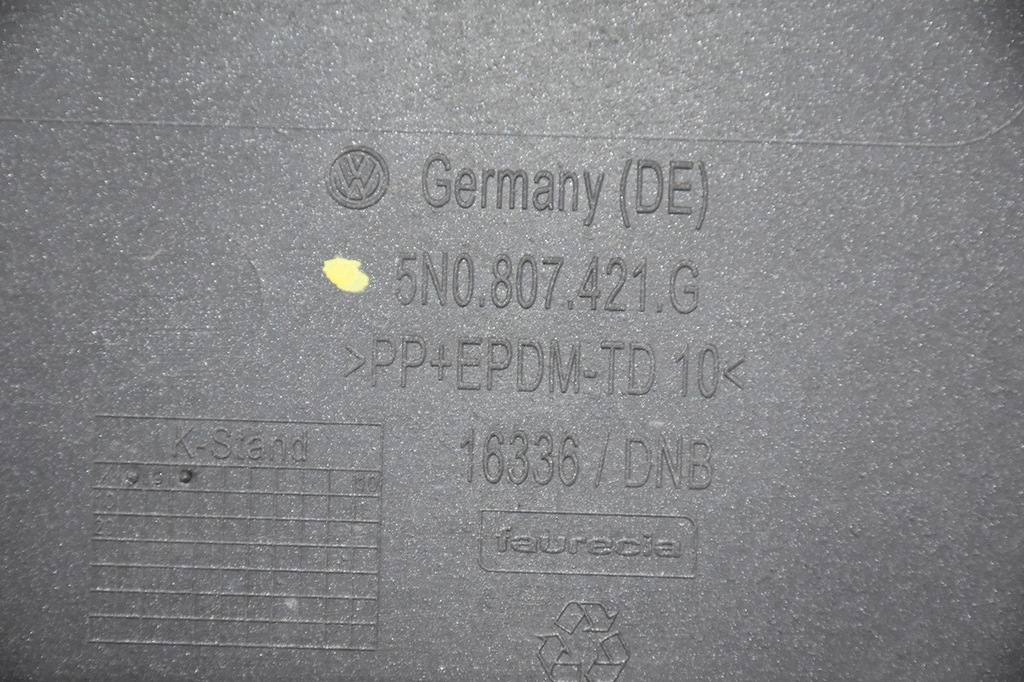 Germany (DE)
5N0.807.421.G
>PP+EPDM-TD 10<
K-Stand
16336 / DNB
faurecia